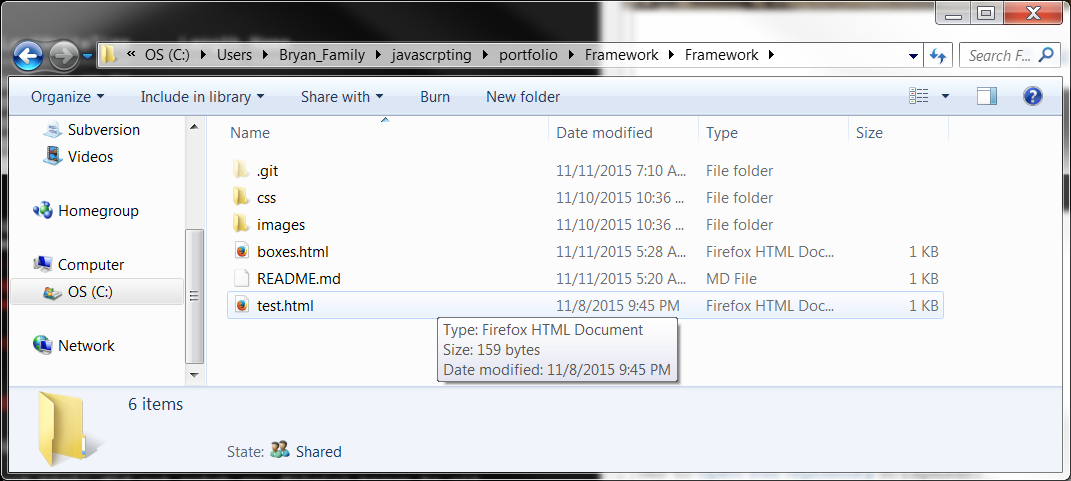 « OS (C:) ▸ Users ▸ Bryan_Family ▸ javascrpting ▸ portfolio ▸ Framework ▸ Framework ▸ Search F...
Organize Include in library Share with Burn New folder
Subversion
Videos
Homegroup
Computer
OS (C:)
Network
Name Date modified Type Size
.git 11/11/2015 7:10 A... File folder
css 11/10/2015 10:36 ... File folder
images 11/10/2015 10:36 ... File folder
boxes.html 11/11/2015 5:28 A... Firefox HTML Doc... 1 KB
README.md 11/11/2015 5:20 A... MD File 1 KB
test.html 11/8/2015 9:45 PM Firefox HTML Doc... 1 KB
Type: Firefox HTML Document
Size: 159 bytes
Date modified: 11/8/2015 9:45 PM
6 items
State: Shared